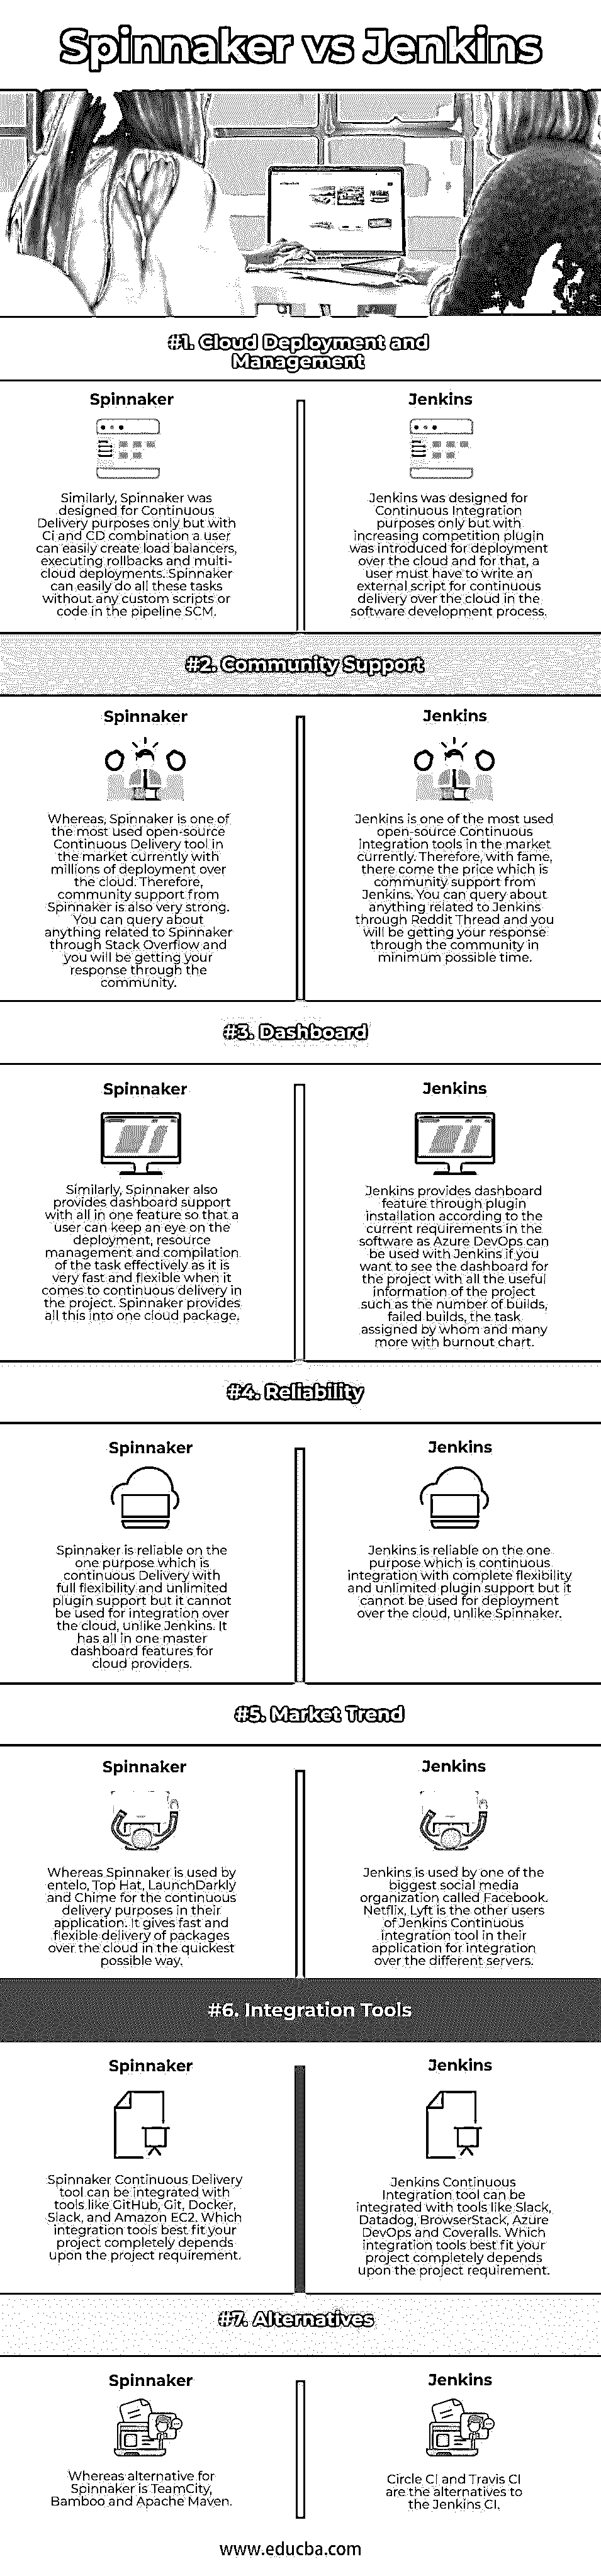 Spinnaker vs Jenkins
#1. Cloud Deployment and
Management
Spinnaker
Similarly, Spinnaker was
designed for Continuous
Delivery purposes only but with
Ci and CD combination a user
can easily create load balancers,
executing rollbacks and multi-
cloud deployments. Spinnaker
can easily do all these tasks
without any custom scripts or
code in the pipeline SCM.
Jenkins
Jenkins was designed for
Continuous Integration
purposes only but with
increasing competition plugin
was introduced for deployment
over the cloud and for that, a
user must have to write an
external script for continuous
delivery over the cloud in the
software development process.
#2. Community Support
Spinnaker
Whereas, Spinnaker is one of
the most used open-source
Continuous Delivery tool in
the market currently with
millions of deployment over
the cloud. Therefore,
community support from
Spinnaker is also very strong.
You can query about
anything related to Spinnaker
through Stack Overflow and
you will be getting your
response through the
community.
Jenkins
Jenkins is one of the most used
open-source Continuous
integration tools in the market
currently. Therefore, with fame,
there come the price which is
community support from
Jenkins. You can query about
anything related to Jenkins
through Reddit Thread and you
will be getting your response
through the community in
minimum possible time.
#3. Dashboard
Spinnaker
Similarly, Spinnaker also
provides dashboard support
with all in one feature so that a
user can keep an eye on the
deployment, resource
management and compilation
of the task effectively as it is
very fast and flexible when it
comes to continuous delivery in
the project. Spinnaker provides
all this into one cloud package.
Jenkins
Jenkins provides dashboard
feature through plugin
installation according to the
current requirements in the
software as Azure DevOps can
be used with Jenkins if you
want to see the dashboard for
the project with all the useful
information of the project
such as the number of builds,
failed builds, the task
assigned by whom and many
more with burnout chart.
#4. Reliability
Spinnaker
Spinnaker is reliable on the
one purpose which is
continuous Delivery with
full flexibility and unlimited
plugin support but it cannot
be used for integration over
the cloud, unlike Jenkins. It
has all in one master
dashboard features for
cloud providers.
Jenkins
Jenkins is reliable on the one
purpose which is continuous
integration with complete flexibility
and unlimited plugin support but it
cannot be used for deployment
over the cloud, unlike Spinnaker.
#5. Market Trend
Spinnaker
Whereas Spinnaker is used by
entelo, Top Hat, LaunchDarkly
and Chime for the continuous
delivery purposes in their
application. It gives fast and
flexible delivery of packages
over the cloud in the quickest
possible way.
Jenkins
Jenkins is used by one of the
biggest social media
organization called Facebook.
Netflix, Lyft is the other users
of Jenkins Continuous
integration tool in their
application for integration
over the different servers.
#6. Integration Tools
Spinnaker
Spinnaker Continuous Delivery
tool can be integrated with
tools like GitHub, Git, Docker,
Slack, and Amazon EC2. Which
integration tools best fit your
project completely depends
upon the project requirement.
Jenkins
Jenkins Continuous
Integration tool can be
integrated with tools like Slack,
Datadog, BrowserStack, Azure
DevOps and Coveralls. Which
integration tools best fit your
project completely depends
upon the project requirement.
#7. Alternatives
Spinnaker
Whereas alternative for
Spinnaker is TeamCity,
Bamboo and Apache Maven.
Jenkins
Circle CI and Travis CI
are the alternatives to
the Jenkins CI.
www.educba.com